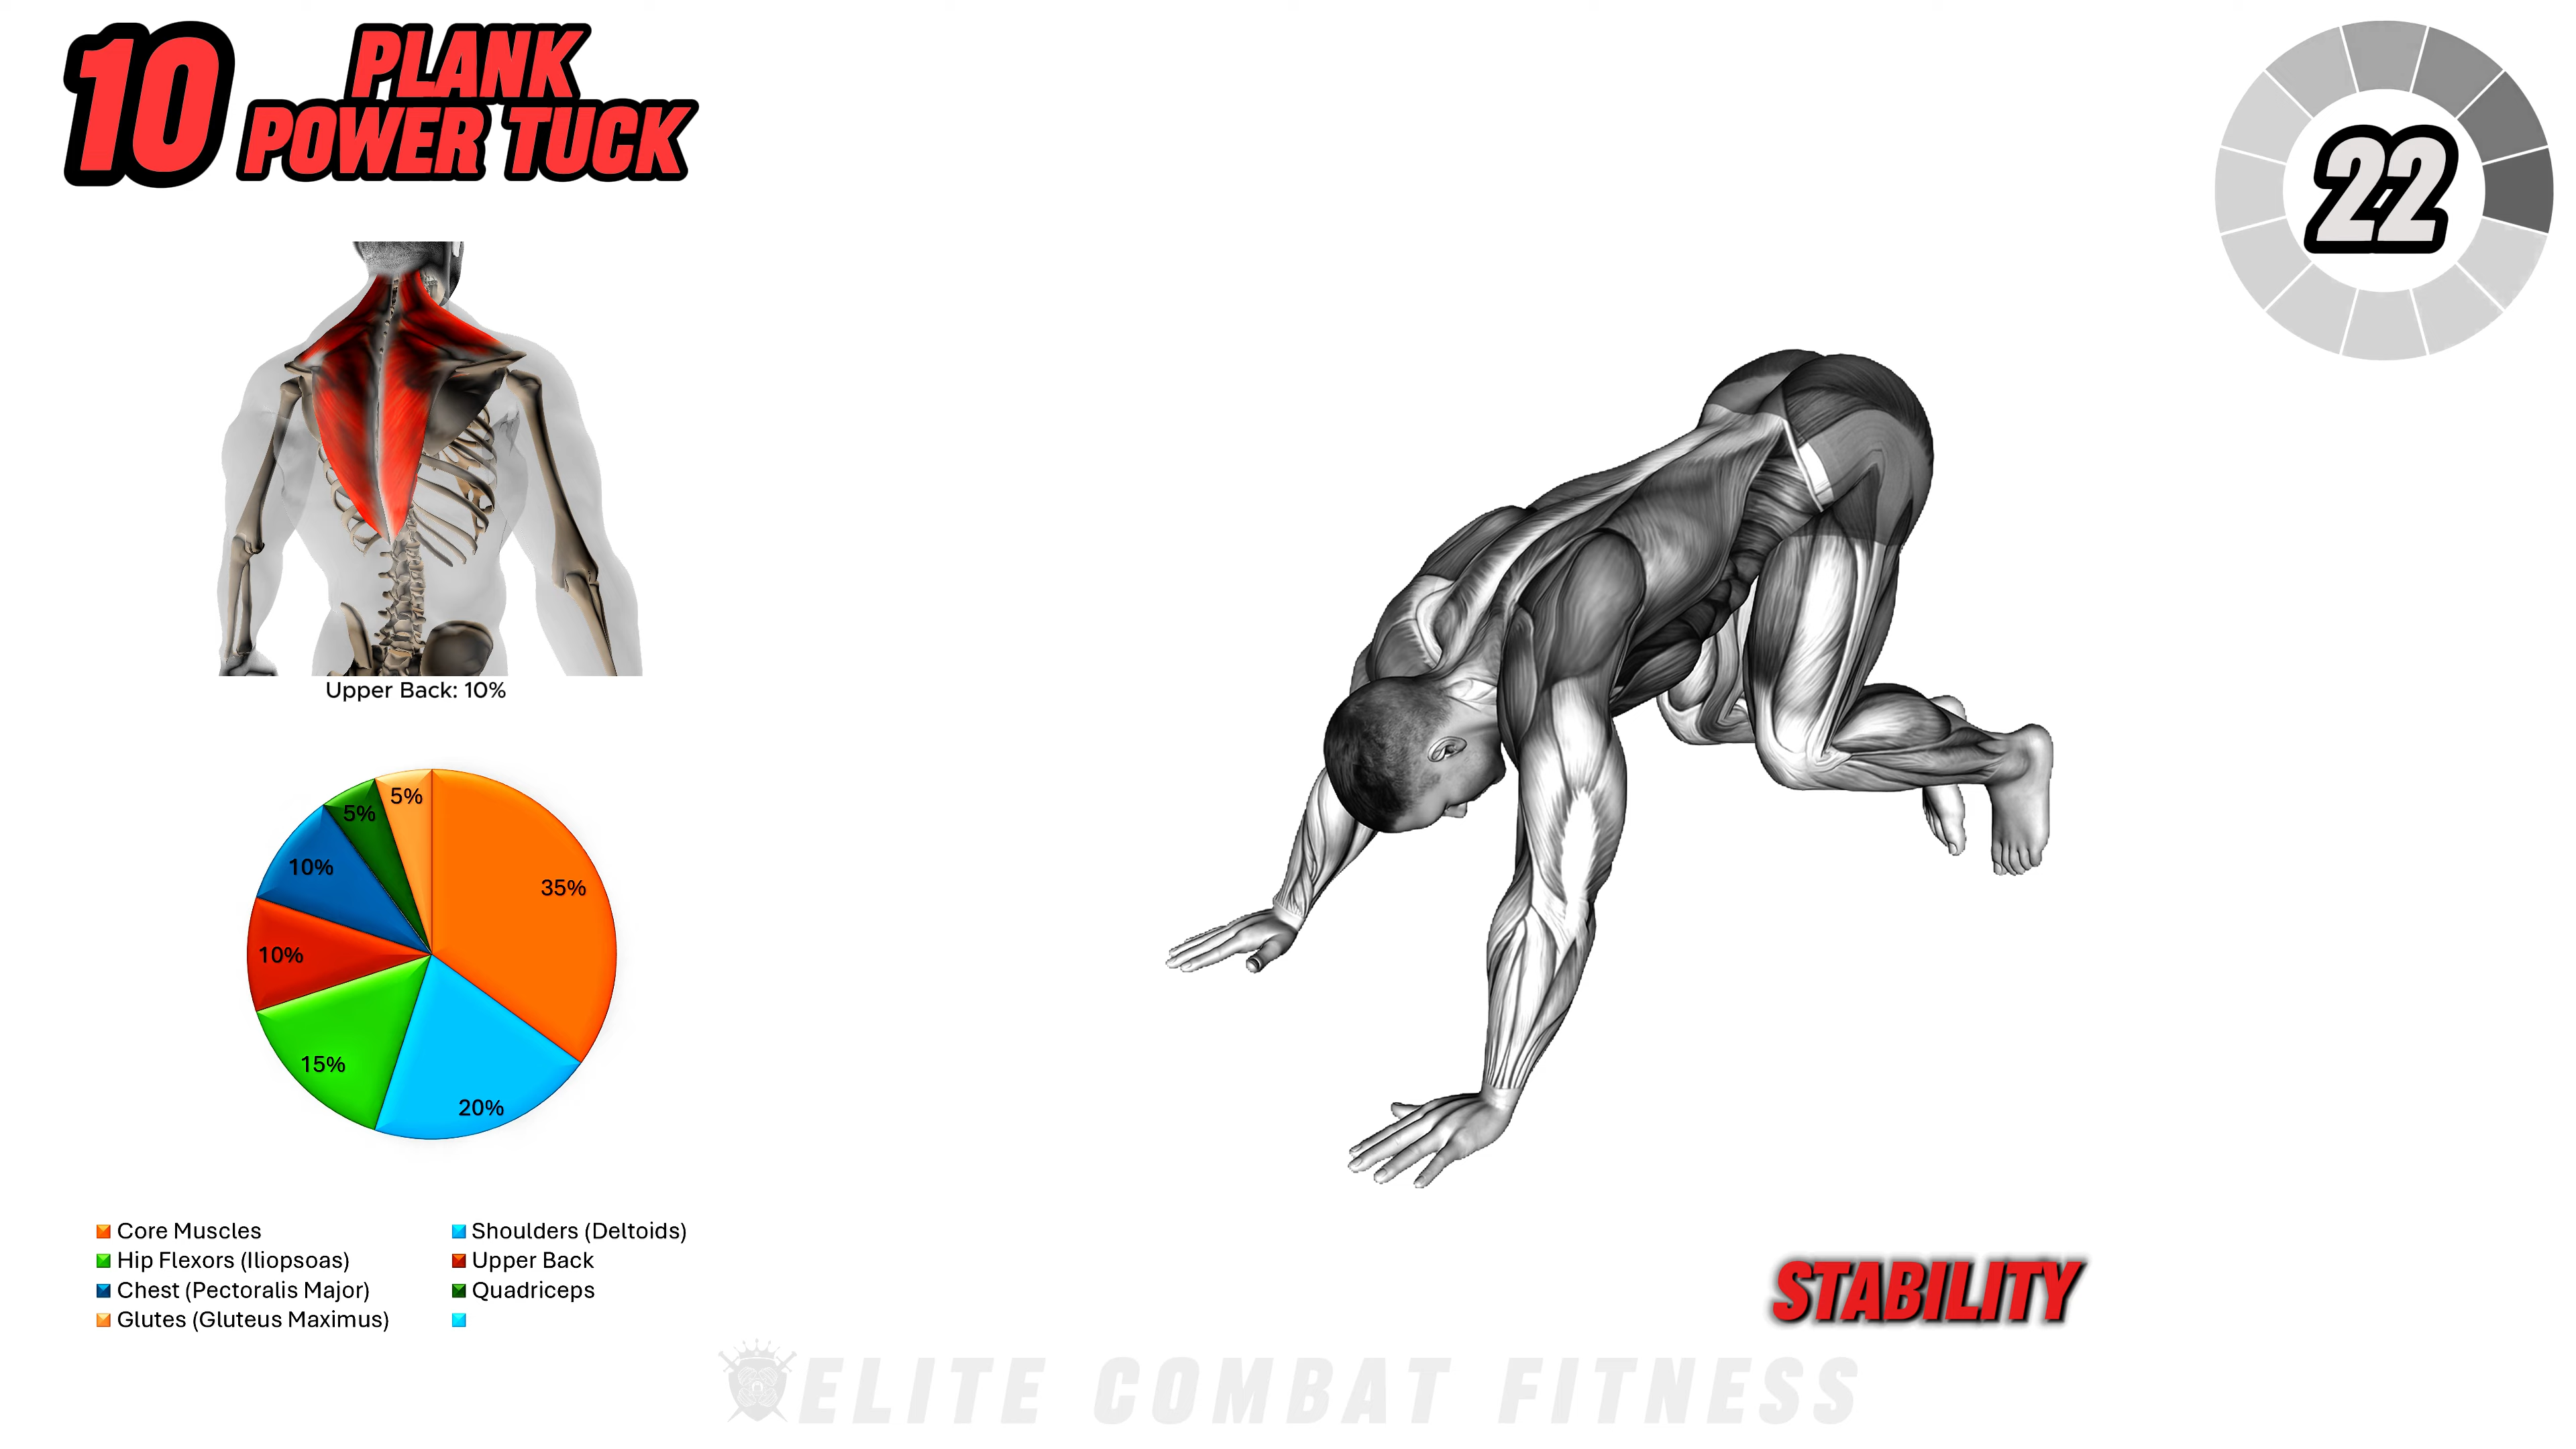 10 PLANK
POWER TUCK
22
Upper Back: 10%
5%
5%
10%
35%
10%
15%
20%
Core Muscles
Shoulders (Deltoids)
Hip Flexors (Iliopsoas)
Upper Back
Chest (Pectoralis Major)
Quadriceps
Glutes (Gluteus Maximus)
STABILITY
ELITE COMBAT FITNESS